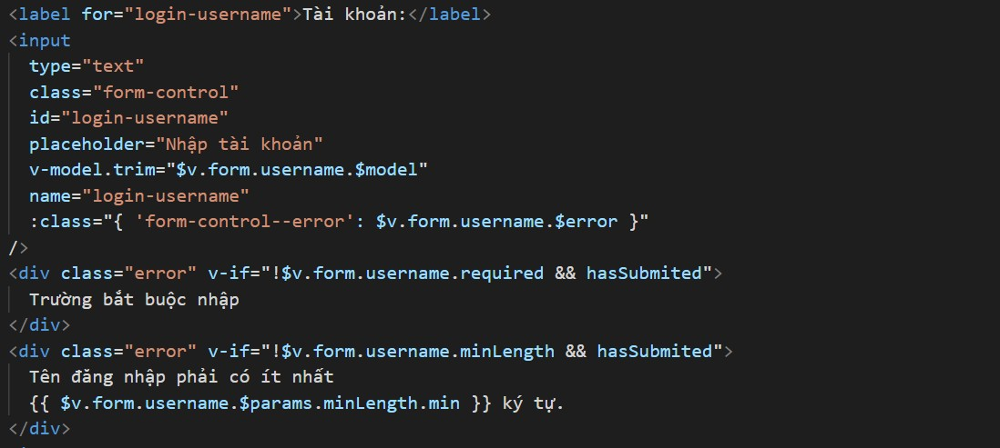 <label for="login-username">Tài khoản:</label>
<input
type="text"
class="form-control"
id="login-username"
placeholder="Nhập tài khoản"
v-model.trim="$v.form.username.$model"
name="login-username"
:class="{ 'form-control--error': $v.form.username.$error }"
/>
<div class="error" v-if="!$v.form.username.required && hasSubmited">
Trường bắt buộc nhập
</div>
<div class="error" v-if="!$v.form.username.minLength && hasSubmited">
Tên đăng nhập phải có ít nhất
{{ $v.form.username.$params.minLength.min }} ký tự.
</div>